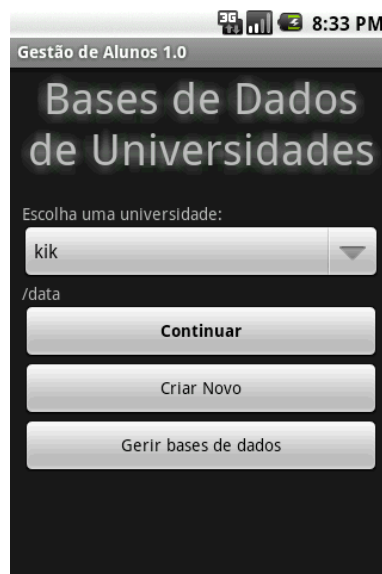 3G 8:33 PM
Gestão de Alunos 1.0
Bases de Dados
de Universidades
Escolha uma universidade:
kik
/data
Continuar
Criar Novo
Gerir bases de dados